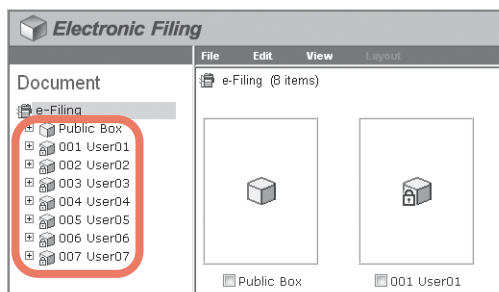 Electronic Filing
File Edit View Layout
Document
e-Filing
Public Box
001 User01
002 User02
003 User03
004 User04
005 User05
006 User06
007 User07
e-Filing (8 items)
Public Box
001 User01